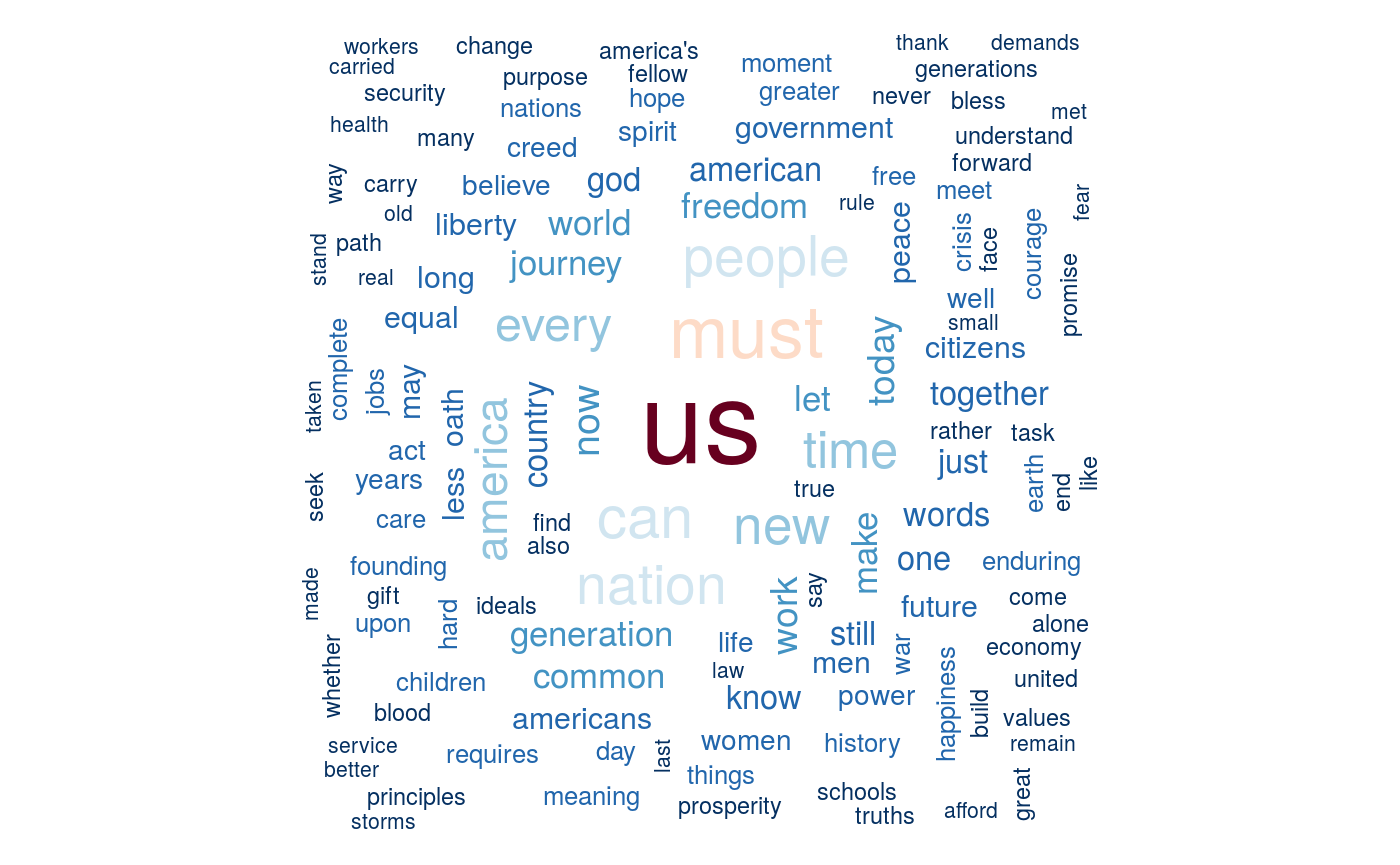 workers change america's thank demands
carried purpose fellow moment generations
security nations hope greater never bless
health many creed spirit government met understand
way carry believe god american free forward meet
old liberty world freedom rule peace crisis face courage fear
stand path journey people
real long promise
equal every must today well small citizens
complete jobs may
taken oath america country now us let together
act less time rather task just
seek years true earth end like
care find also can new make words
founding nation one enduring
made gift ideals work say future come
upon hard generation life still alone
whether children common law men war happiness economy
blood know power build united values
service americans women history remain
better requires day last things
principles meaning prosperity schools great
storms truths afford